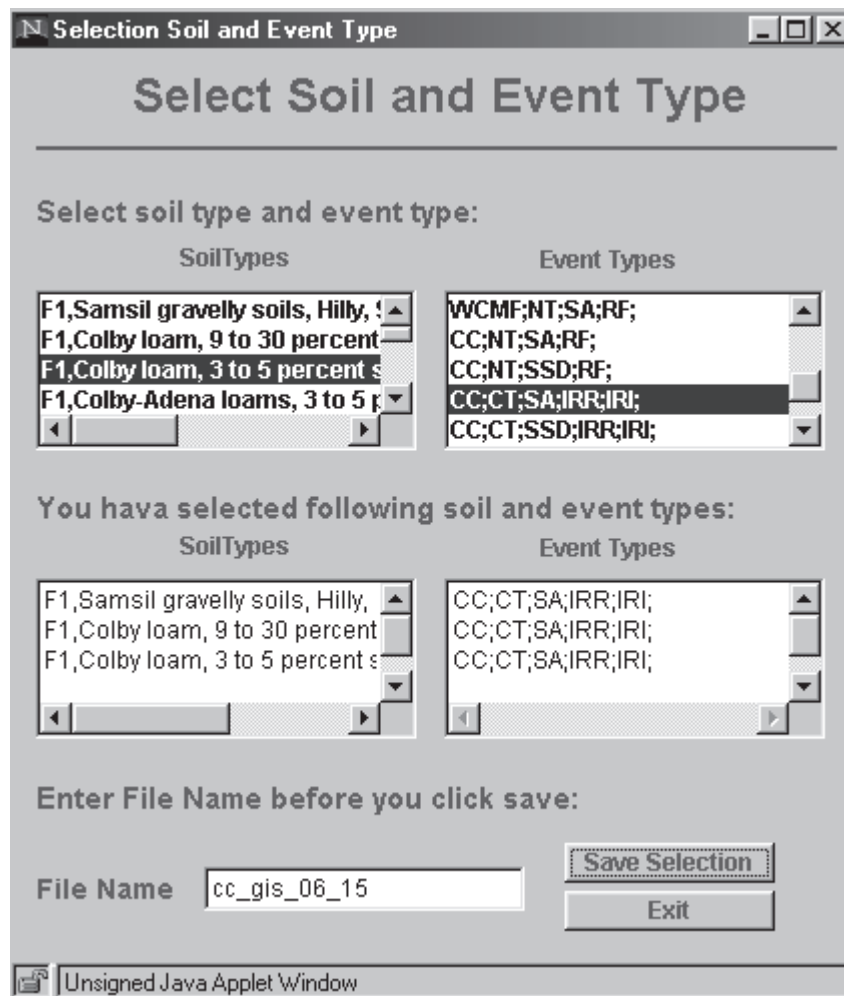 Selection Soil and Event Type
Select Soil and Event Type
Select soil type and event type:
SoilTypes
F1,Samsil gravelly soils, Hilly,
F1,Colby loam, 9 to 30 percent
F1,Colby loam, 3 to 5 percent s
F1,Colby-Adena loams, 3 to 5 p
Event Types
WCMF;NT;SA;RF;
CC;NT;SA;RF;
CC;NT;SSD;RF;
CC;CT;SA;IRR;IRI;
CC;CT;SSD;IRR;IRI;
You hava selected following soil and event types:
SoilTypes
F1,Samsil gravelly soils, Hilly,
F1,Colby loam, 9 to 30 percent
F1,Colby loam, 3 to 5 percent s
Event Types
CC;CT;SA;IRR;IRI;
CC;CT;SA;IRR;IRI;
CC;CT;SA;IRR;IRI;
Enter File Name before you click save:
File Name
cc_gis_06_15
Save Selection
Exit
Unsigned Java Applet Window